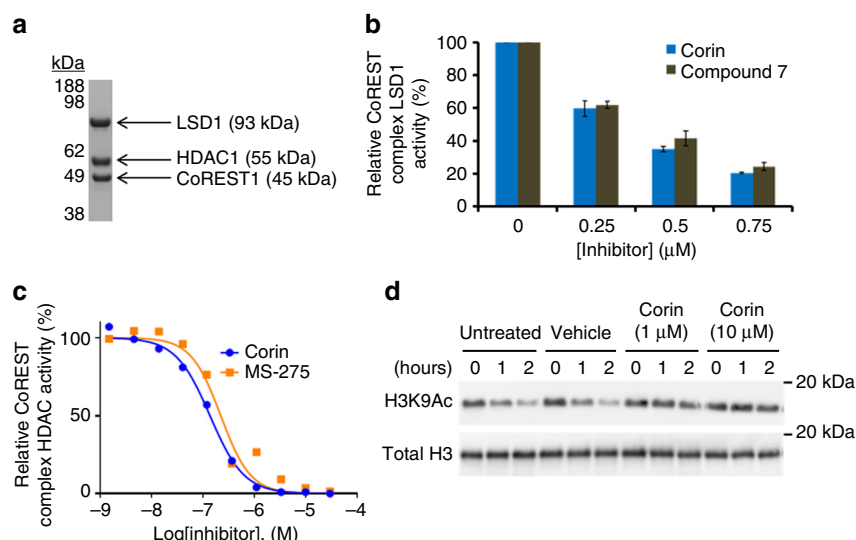 a
kDa
188
98
62
49
38
LSD1 (93 kDa)
HDAC1 (55 kDa)
CoREST1 (45 kDa)
b
Relative CoREST
complex LSD1
activity (%)
100
80
60
40
20
0
Corin
Compound 7
0 0.25 0.5 0.75
[Inhibitor] (μM)
c
Relative CoREST
complex HDAC activity (%)
100
50
0
Corin
MS-275
–8 –7 –6 –5 –4
–9
Log[inhibitor], (M)
d
Untreated Vehicle Corin (1 μM) Corin (10 μM)
(hours) 0 1 2 0 1 2 0 1 2 0 1 2
20 kDa
H3K9Ac
20 kDa
Total H3